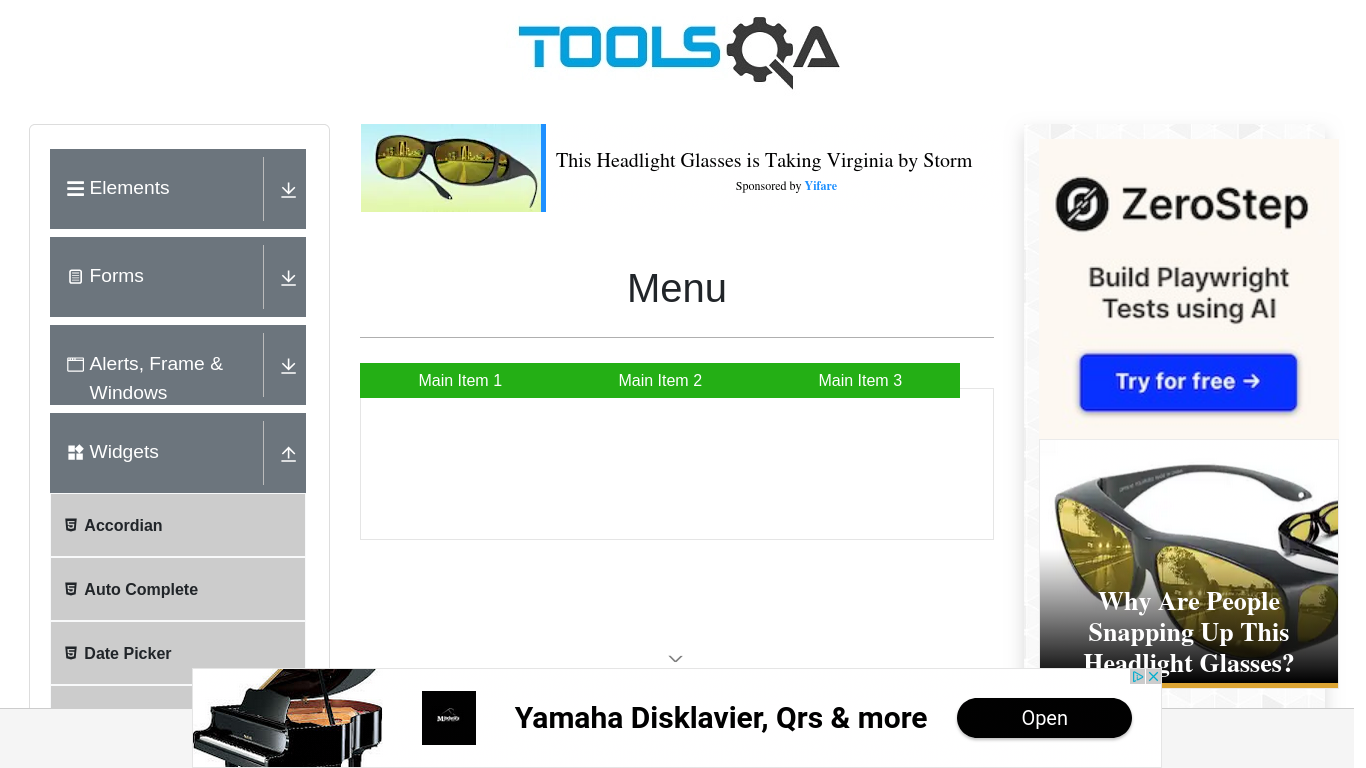 TOOLSQA
Elements
Forms
Alerts, Frame &
Windows
Widgets
Accordian
Auto Complete
Date Picker
This Headlight Glasses is Taking Virginia by Storm
Sponsored by Yifare
Menu
Main Item 1
Main Item 2
Main Item 3
ZeroStep
Build Playwright
Tests using AI
Try for free →
Why Are People
Snapping Up This
Headlight Glasses?
Yamaha Disklavier, Qrs & more
Open